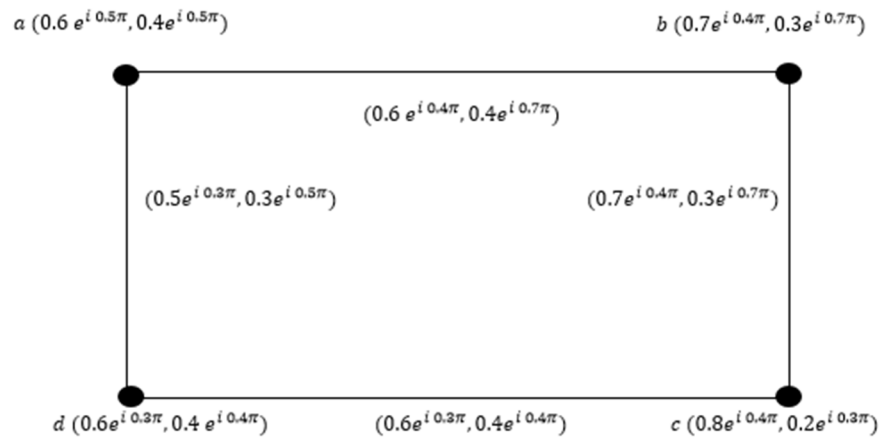 a (0.6 e^{i 0.5π}, 0.4e^{i 0.5π})
b (0.7e^{i 0.4π}, 0.3e^{i 0.7π})
(0.6 e^{i 0.4π}, 0.4e^{i 0.7π})
(0.5e^{i 0.3π}, 0.3e^{i 0.5π})
(0.7e^{i 0.4π}, 0.3e^{i 0.7π})
d (0.6e^{i 0.3π}, 0.4 e^{i 0.4π})
(0.6e^{i 0.3π}, 0.4e^{i 0.4π})
c (0.8e^{i 0.4π}, 0.2e^{i 0.3π})